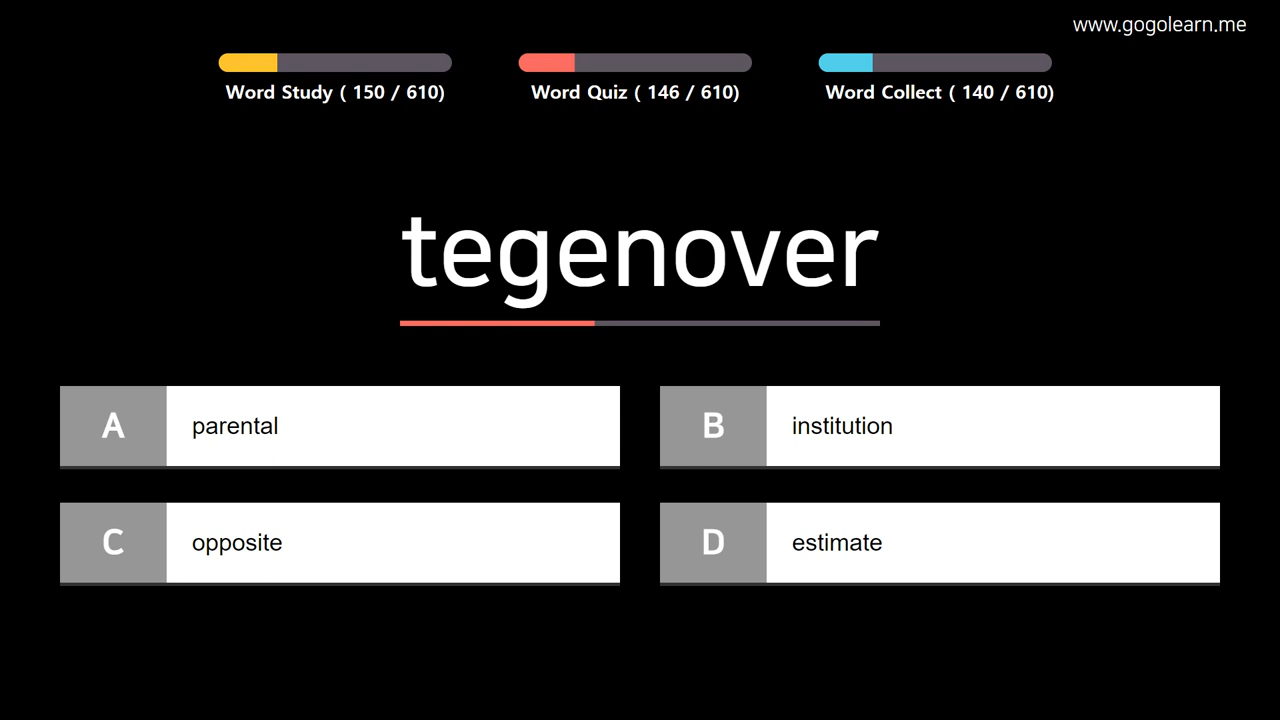 www.gogolearn.me
Word Study ( 150 / 610)
Word Quiz ( 146 / 610)
Word Collect ( 140 / 610)
tegenover
A parental
B institution
C opposite
D estimate